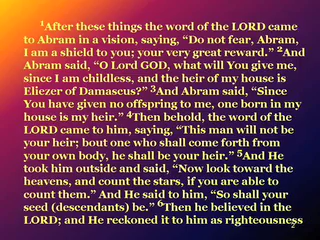 1After these things the word of the LORD came
to Abram in a vision, saying, “Do not fear, Abram,
I am a shield to you; your very great reward.” 2And
Abram said, “O Lord GOD, what will You give me,
since I am childless, and the heir of my house is
Eliezer of Damascus?” 3And Abram said, “Since
You have given no offspring to me, one born in my
house is my heir.” 4Then behold, the word of the
LORD came to him, saying, “This man will not be
your heir; bout one who shall come forth from
your own body, he shall be your heir.” 5And He
took him outside and said, “Now look toward the
heavens, and count the stars, if you are able to
count them.” And He said to him, “So shall your
seed (descendants) be.” 6Then he believed in the
LORD; and He reckoned it to him as righteousness
2